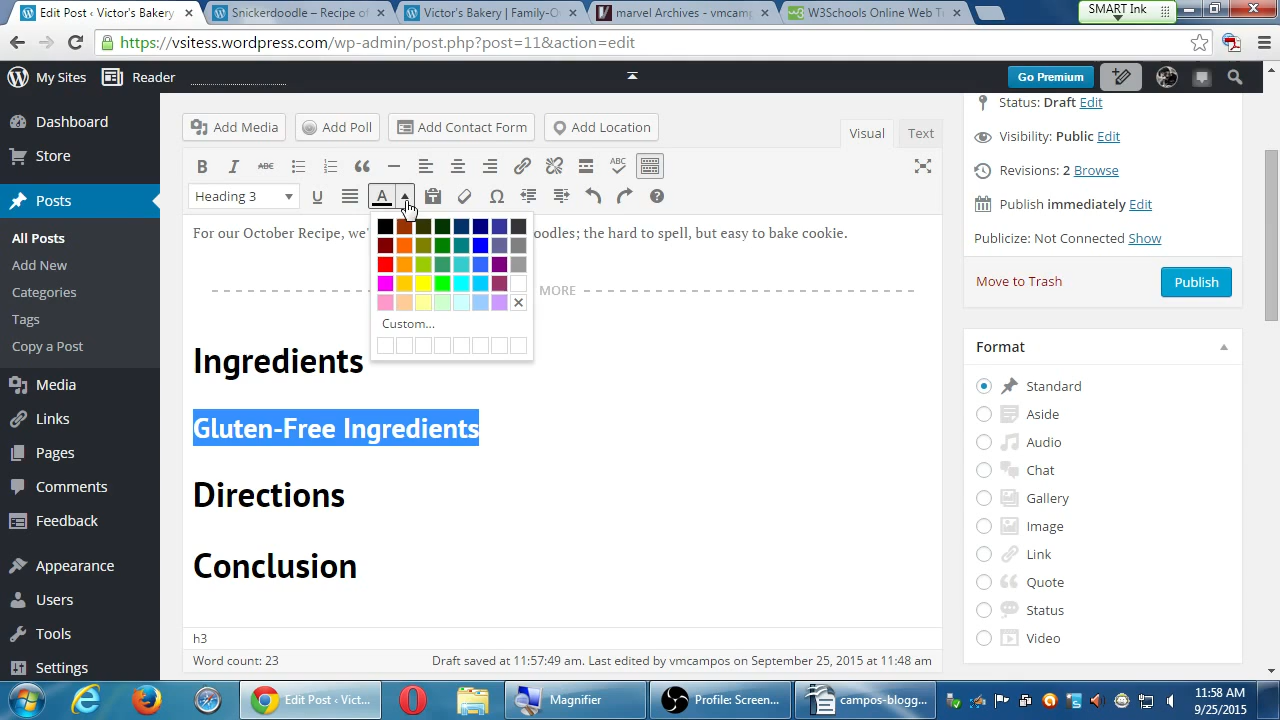 Edit Post ‹ Victor's Bakery
Snickerdoodle – Recipe of
Victor's Bakery | Family-O
marvel Archives - vmcamp
W3Schools Online Web T
SMART Ink
https://vsitess.wordpress.com/wp-admin/post.php?post=11&action=edit
My Sites
Reader
Go Premium
Dashboard
Store
Posts
All Posts
Add New
Categories
Tags
Copy a Post
Media
Links
Pages
Comments
Feedback
Appearance
Users
Tools
Settings
Add Media
Add Poll
Add Contact Form
Add Location
Visual
Text
B I ABC
ABC
Heading 3
U
A
For our October Recipe, we'
oodles; the hard to spell, but easy to bake cookie.
Custom...
MORE
Ingredients
Gluten-Free Ingredients
Directions
Conclusion
h3
Word count: 23
Draft saved at 11:57:49 am. Last edited by vmcampos on September 25, 2015 at 11:48 am
Status: Draft Edit
Visibility: Public Edit
Revisions: 2 Browse
Publish immediately Edit
Publicize: Not Connected Show
Move to Trash
Publish
Format
Standard
Aside
Audio
Chat
Gallery
Image
Link
Quote
Status
Video
Edit Post ‹ Vict...
Magnifier
Profile: Screen...
campos-blogg...
11:58 AM
9/25/2015